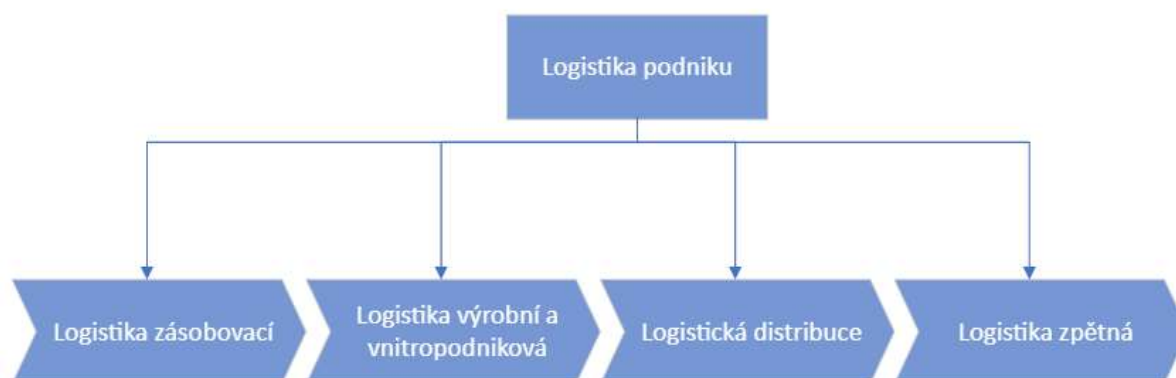 Logistika podniku
Logistika zásobovací
Logistika výrobní a
vnitropodniková
Logistická distribuce
Logistika zpětná